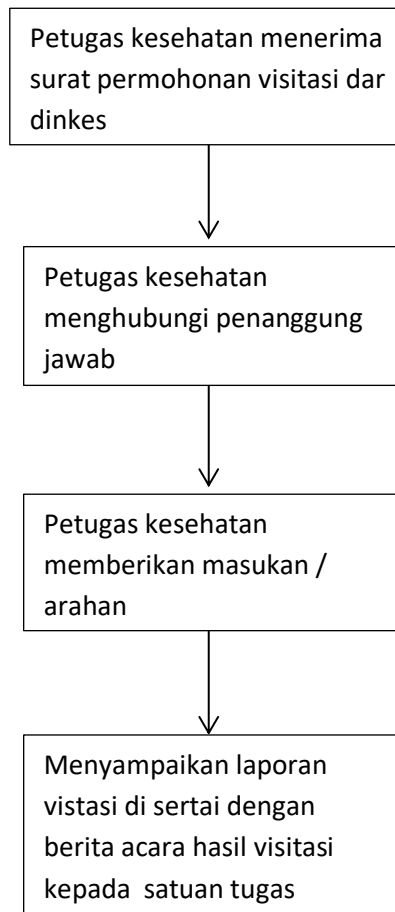 Petugas kesehatan menerima
surat permohonan visitasi dar
dinkes
Petugas kesehatan
menghubungi penanggung
jawab
Petugas kesehatan
memberikan masukan /
arahan
Menyampaikan laporan
vistasi di sertai dengan
berita acara hasil visitasi
kepada satuan tugas